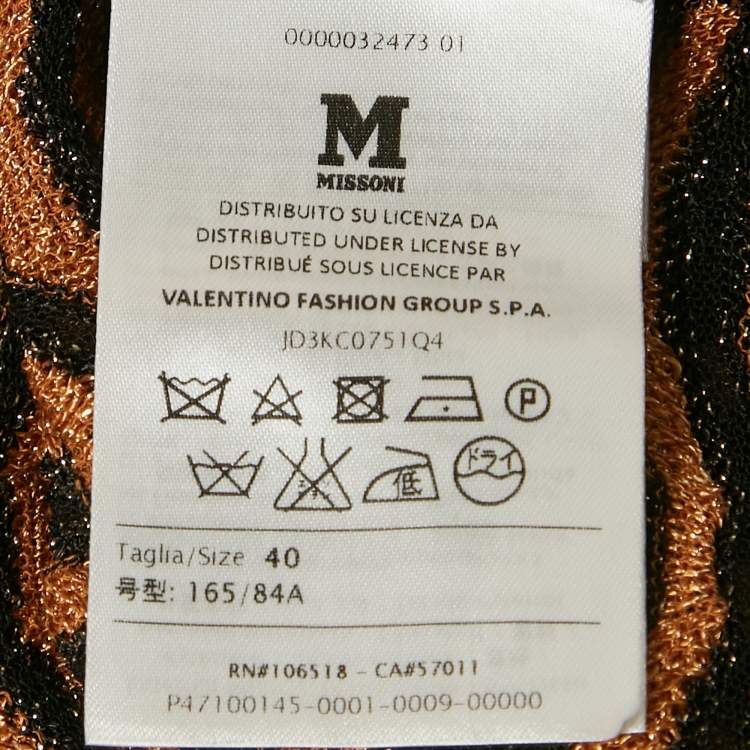 0000032473 01
M
MISSONI
DISTRIBUITO SU LICENZA DA
DISTRIBUTED UNDER LICENSE BY
DISTRIBUÉ SOUS LICENCE PAR
VALENTINO FASHION GROUP S.P.A.
JD3KC0751Q4
P
低 ドライ
Taglia/Size 40
号型: 165/84A
RN#106518 - CA#57011
P47100145-0001-0009-00000